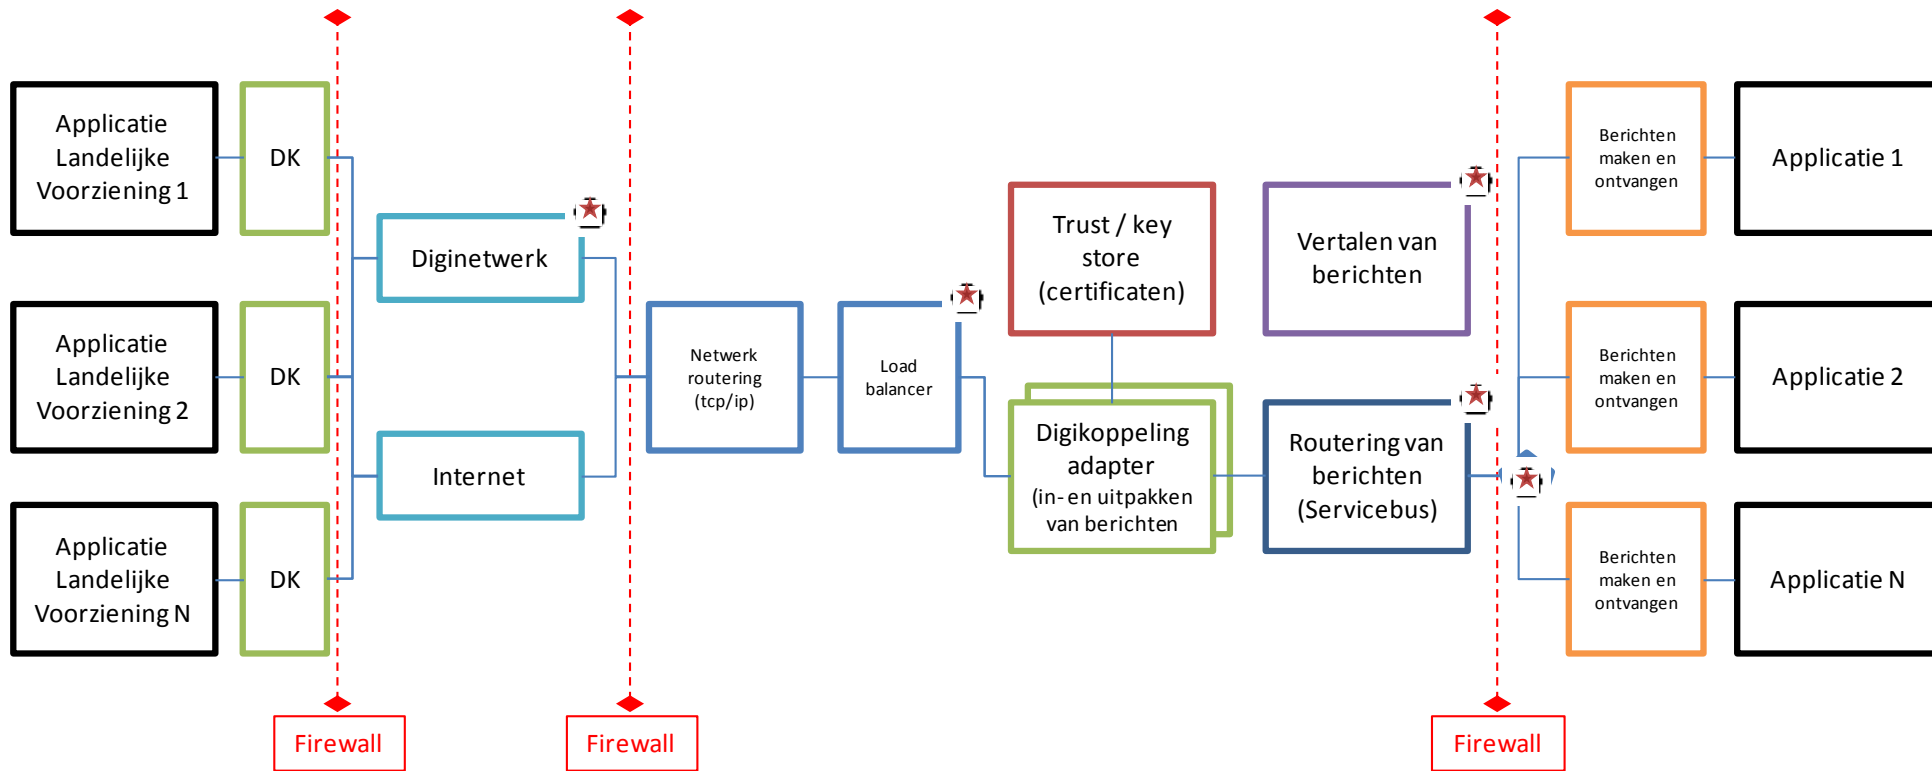 Applicatie
Landelijke
Voorziening 1
DK
Applicatie
Landelijke
Voorziening 2
DK
Applicatie
Landelijke
Voorziening N
DK
Diginetwerk
Internet
Netwerk
routering
(tcp/ip)
Load
balancer
Trust / key
store
(certificaten)
Digikoppeling
adapter
(in- en uitpakken
van berichten
Vertalen van
berichten
Routering van
berichten
(Servicebus)
Berichten
maken en
ontvangen
Applicatie 1
Berichten
maken en
ontvangen
Applicatie 2
Berichten
maken en
ontvangen
Applicatie N
Firewall
Firewall
Firewall